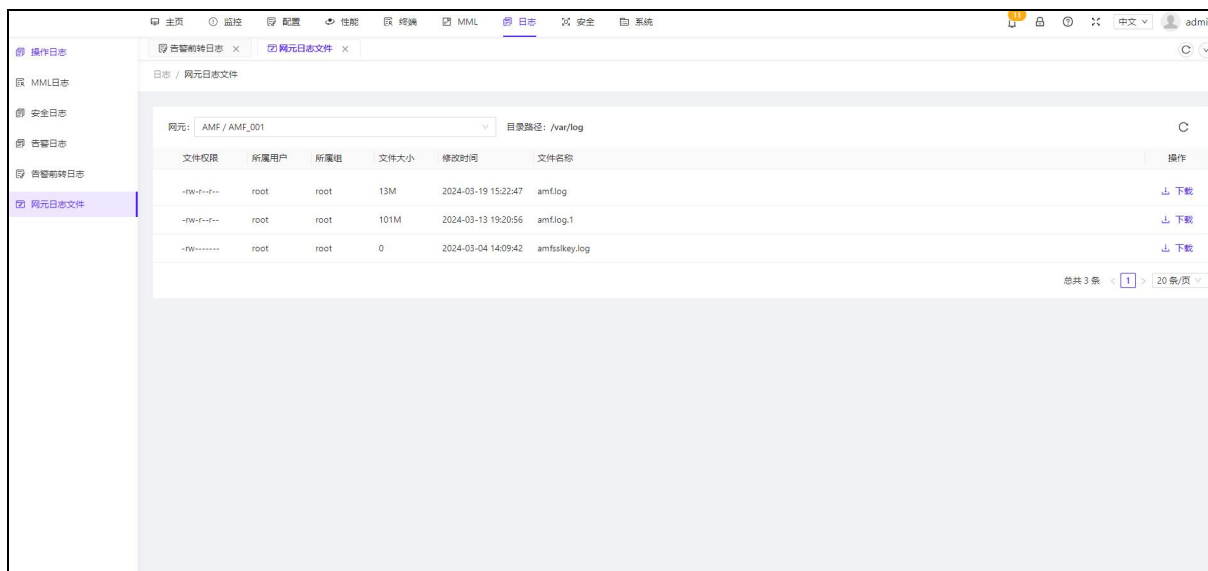 主页 监控 配置 性能 终端 MML 日志 安全 系统 11 中文 admi
操作日志
MML日志
安全日志
告警日志
告警前转日志
网元日志文件
告警前转日志 网元日志文件
日志 / 网元日志文件
网元: AMF / AMF_001 目录路径: /var/log
文件权限 所属用户 所属组 文件大小 修改时间 文件名称 操作
-rw-r--r-- root root 13M 2024-03-19 15:22:47 amf.log 下载
-rw-r--r-- root root 101M 2024-03-13 19:20:56 amf.log.1 下载
-rw------- root root 0 2024-03-04 14:09:42 amfsslkey.log 下载
总共 3 条 < 1 > 20 条/页